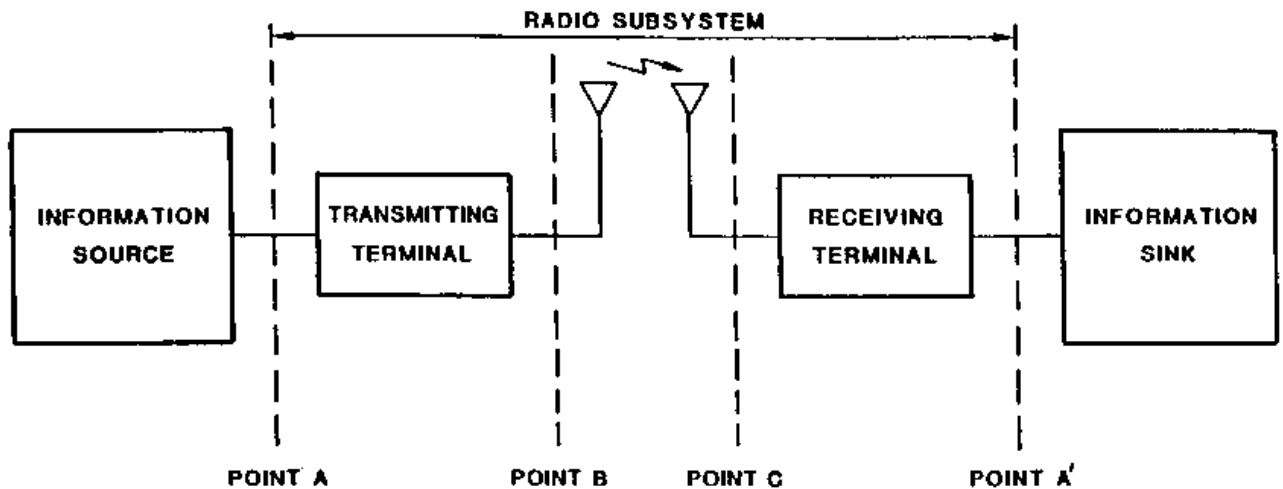 RADIO SUBSYSTEM
INFORMATION
SOURCE
TRANSMITTING
TERMINAL
RECEIVING
TERMINAL
INFORMATION
SINK
POINT A
POINT B
POINT C
POINT A'